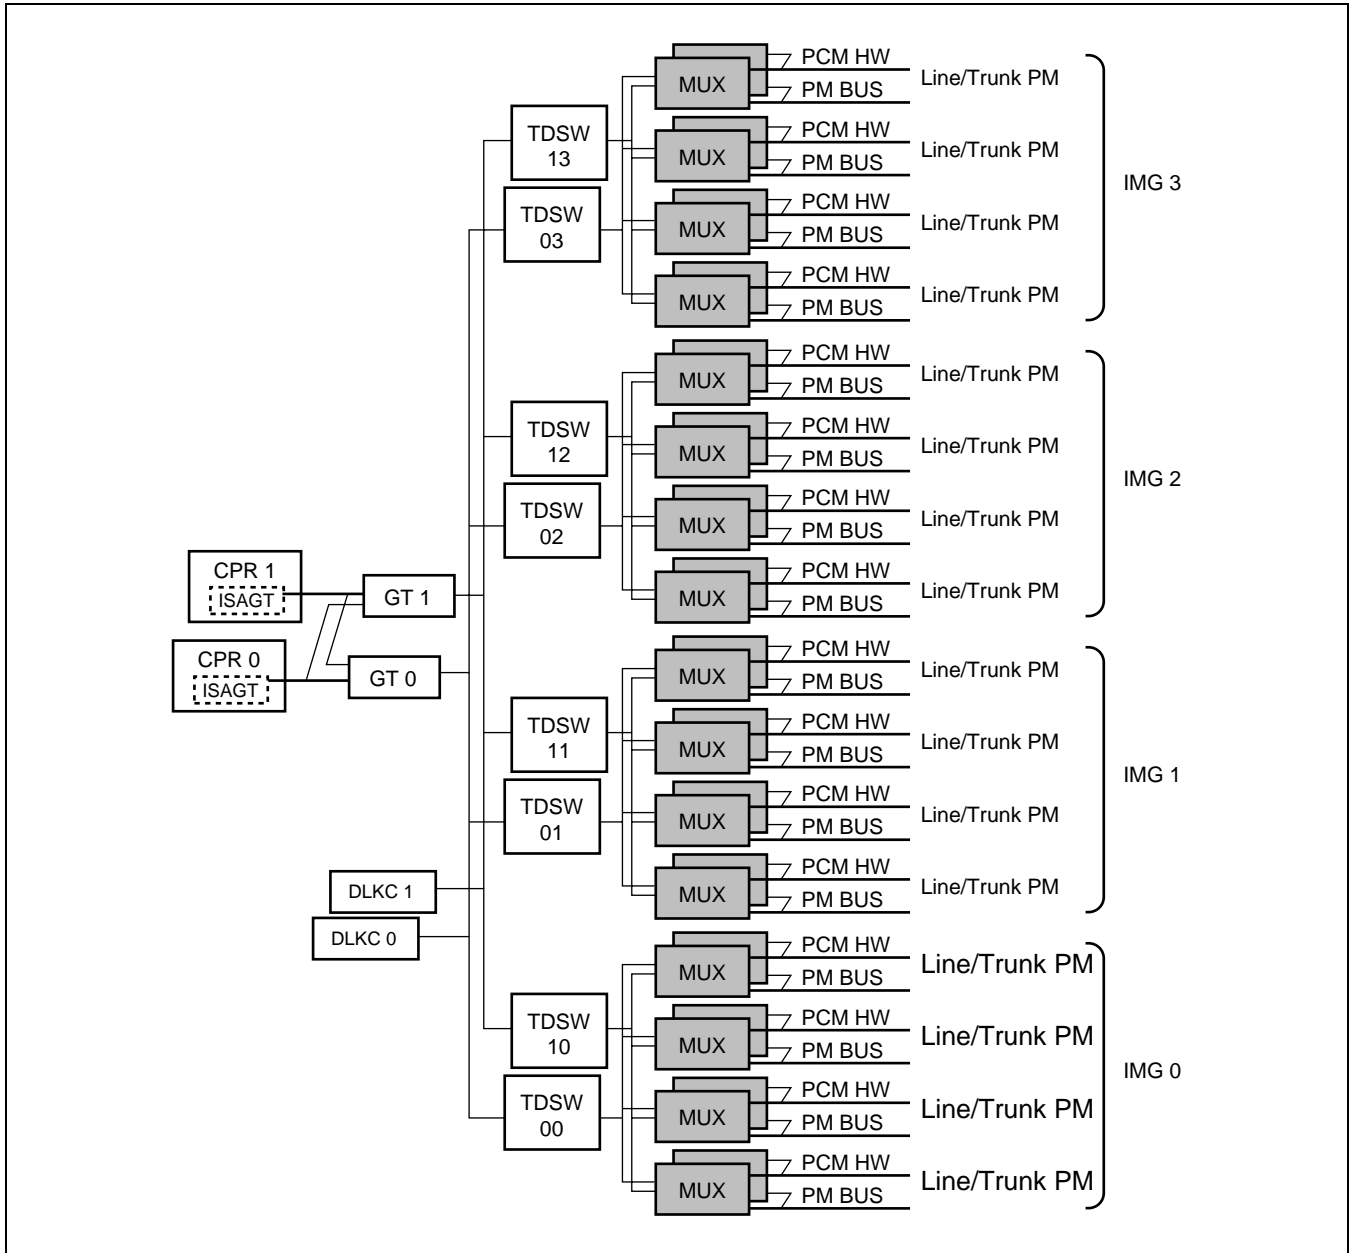 PCM HW
MUX
Line/Trunk PM
PM BUS
TDSW
13
PCM HW
MUX
Line/Trunk PM
PM BUS
IMG 3
TDSW
03
PCM HW
MUX
Line/Trunk PM
PM BUS
PCM HW
MUX
Line/Trunk PM
PM BUS
PCM HW
MUX
Line/Trunk PM
PM BUS
TDSW
12
PCM HW
MUX
Line/Trunk PM
PM BUS
IMG 2
TDSW
02
PCM HW
MUX
Line/Trunk PM
PM BUS
CPR 1
ISAGT
GT 1
PCM HW
MUX
Line/Trunk PM
PM BUS
CPR 0
ISAGT
GT 0
PCM HW
MUX
Line/Trunk PM
PM BUS
TDSW
11
PCM HW
MUX
Line/Trunk PM
PM BUS
IMG 1
TDSW
01
PCM HW
MUX
Line/Trunk PM
PM BUS
DLKC 1
PCM HW
MUX
Line/Trunk PM
PM BUS
DLKC 0
PCM HW
MUX
Line/Trunk PM
PM BUS
TDSW
10
PCM HW
MUX
Line/Trunk PM
PM BUS
IMG 0
TDSW
00
PCM HW
MUX
Line/Trunk PM
PM BUS
PCM HW
MUX
Line/Trunk PM
PM BUS